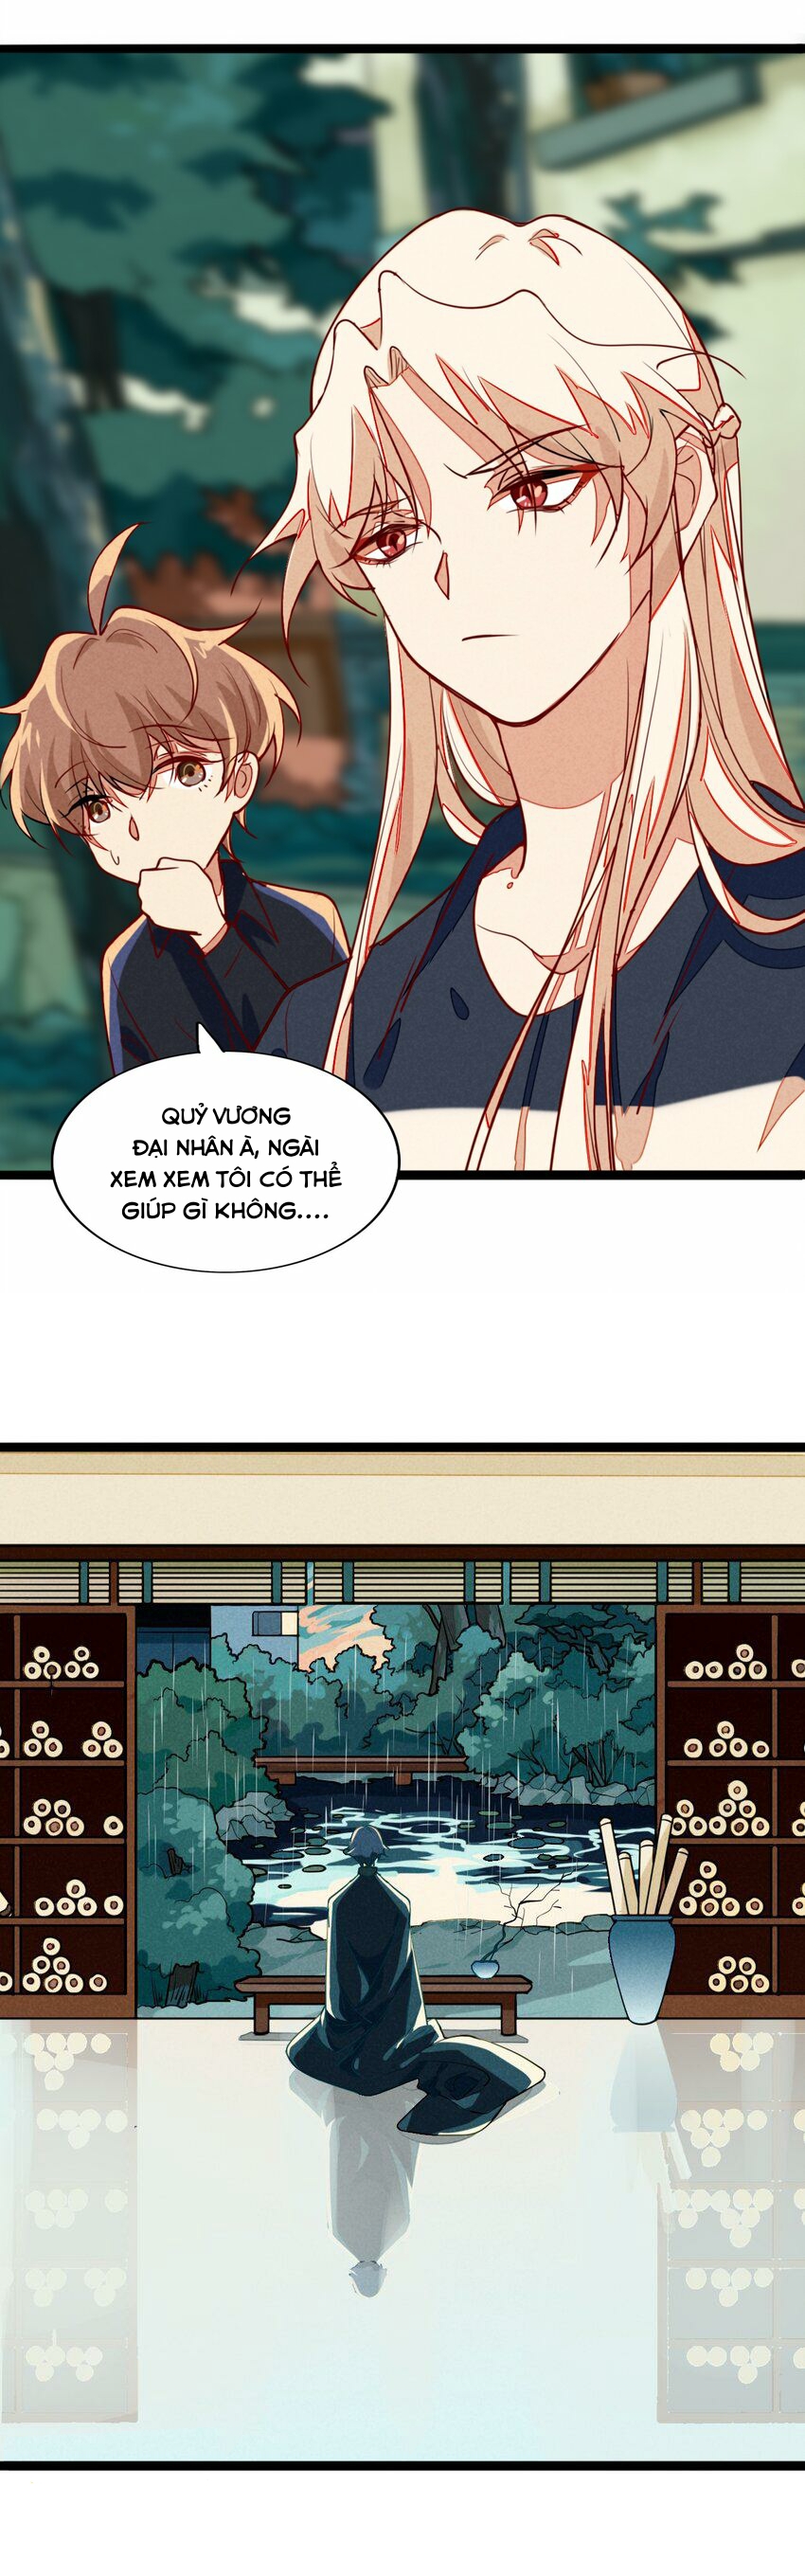 QUỶ VƯƠNG
ĐẠI NHÂN À, NGÀI
XEM XEM TÔI CÓ THỂ
GIÚP GÌ KHÔNG....